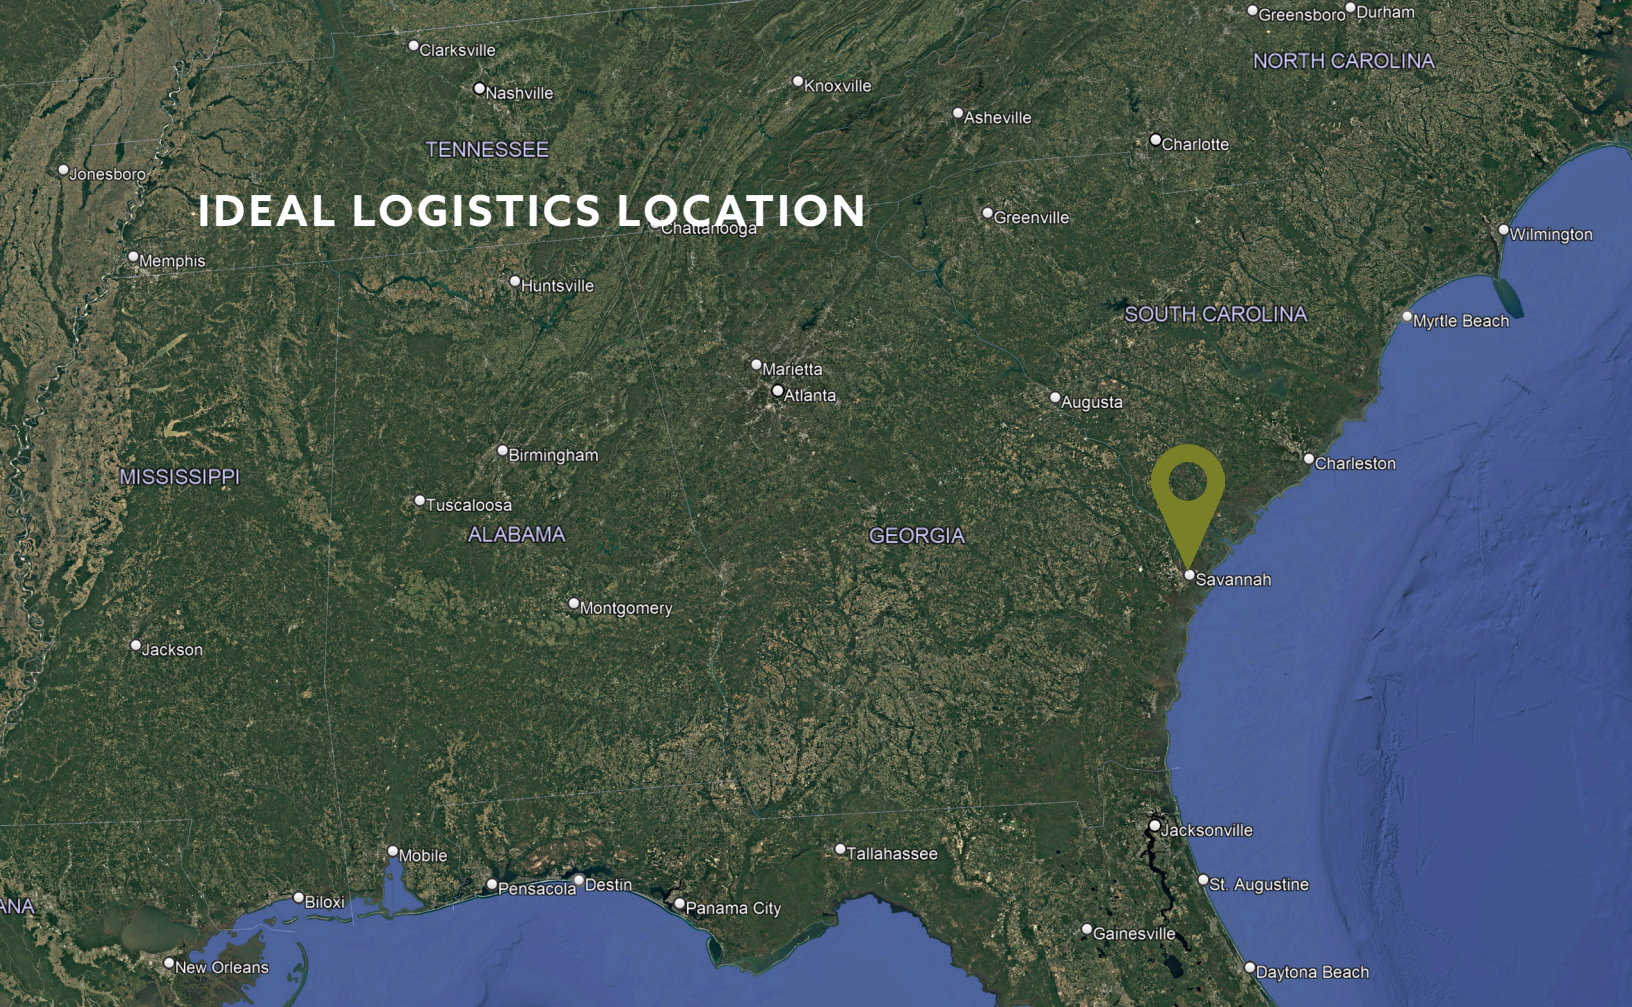 Greensboro
Durham
Clarksville
NORTH CAROLINA
Nashville
Knoxville
Asheville
Charlotte
TENNESSEE
Jonesboro
IDEAL LOGISTICS LOCATION
Chattanooga
Greenville
Wilmington
Memphis
Huntsville
SOUTH CAROLINA
Myrtle Beach
Marietta
Atlanta
Augusta
Birmingham
Charleston
MISSISSIPPI
Tuscaloosa
ALABAMA
GEORGIA
Savannah
Montgomery
Jackson
Jacksonville
Mobile
Tallahassee
Pensacola
Destin
St. Augustine
Biloxi
ANA
Panama City
Gainesville
New Orleans
Daytona Beach